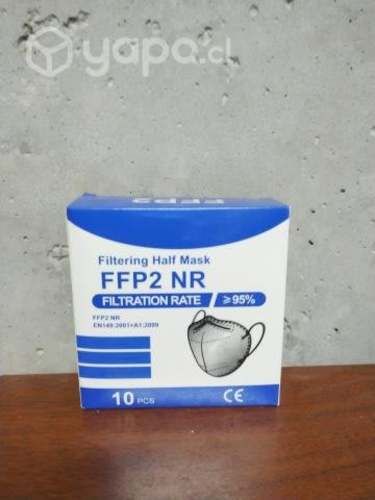 yapo.cl
FFP2
Filtering Half Mask
FFP2 NR
FILTRATION RATE ≥95%
FFP2 NR
EN149:2001+A1:2009
10 PCS
CE